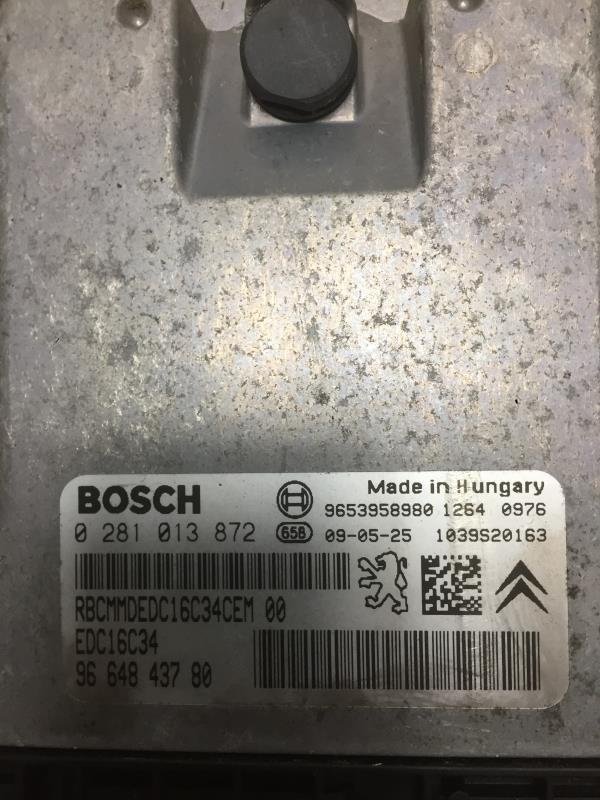 BOSCH
Made in Hungary
9653958980 1264 0976
0 281 013 872 65B 09-05-25 1039S20163
RBCMMDEDC16C34CEM 00
EDC16C34
96 648 437 80